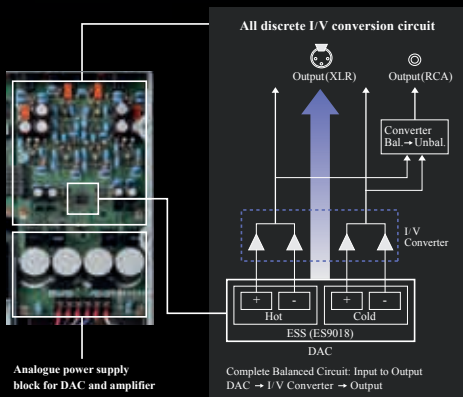 All discrete I/V conversion circuit
Output(XLR)
Output(RCA)
Converter
Bal.→Unbal.
I/V
Converter
+ - + -
Hot Cold
ESS (ES9018)
DAC
Analogue power supply
block for DAC and amplifier
Complete Balanced Circuit: Input to Output
DAC → I/V Converter → Output